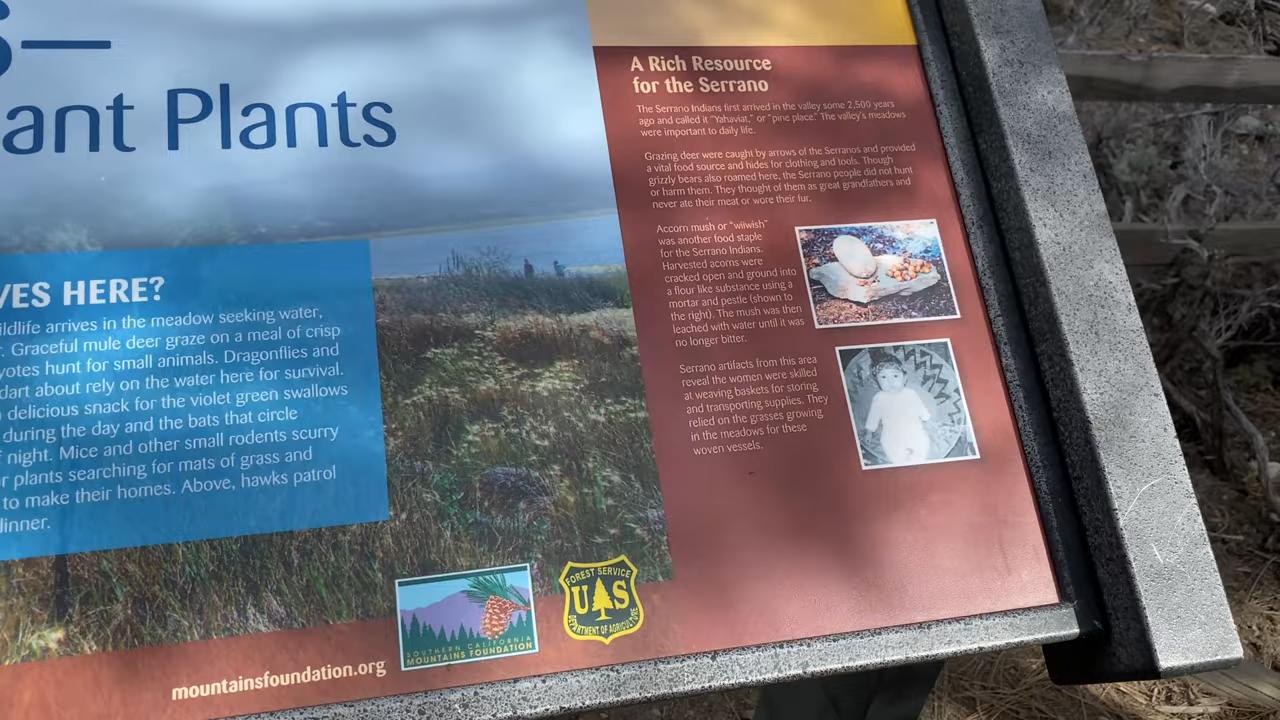 S—
ant Plants
VES HERE?
ildlife arrives in the meadow seeking water,
. Graceful mule deer graze on a meal of crisp
yotes hunt for small animals. Dragonflies and
dart about rely on the water here for survival.
delicious snack for the violet green swallows
during the day and the bats that circle
night. Mice and other small rodents scurry
r plants searching for mats of grass and
to make their homes. Above, hawks patrol
dinner.
A Rich Resource
for the Serrano
The Serrano Indians first arrived in the valley some 2,500 years
ago and called it "Yahaviat," or "pine place." The valley's meadows
were important to daily life.
Grazing deer were caught by arrows of the Serranos and provided
a vital food source and hides for clothing and tools. Though
grizzly bears also roamed here, the Serrano people did not hunt
or harm them. They thought of them as great grandfathers and
never ate their meat or wore their fur.
Accorn mush or "wiiwish"
was another food staple
for the Serrano Indians.
Harvested acorns were
cracked open and ground into
a flour like substance using a
mortar and pestle (shown to
the right). The mush was then
leached with water until it was
no longer bitter.
Serrano artifacts from this area
reveal the women were skilled
at weaving baskets for storing
and transporting supplies. They
relied on the grasses growing
in the meadows for these
woven vessels.
mountainsfoundation.org
SOUTHERN CALIFORNIA
MOUNTAINS FOUNDATION
FOREST SERVICE
U S
DEPARTMENT OF AGRICULTURE